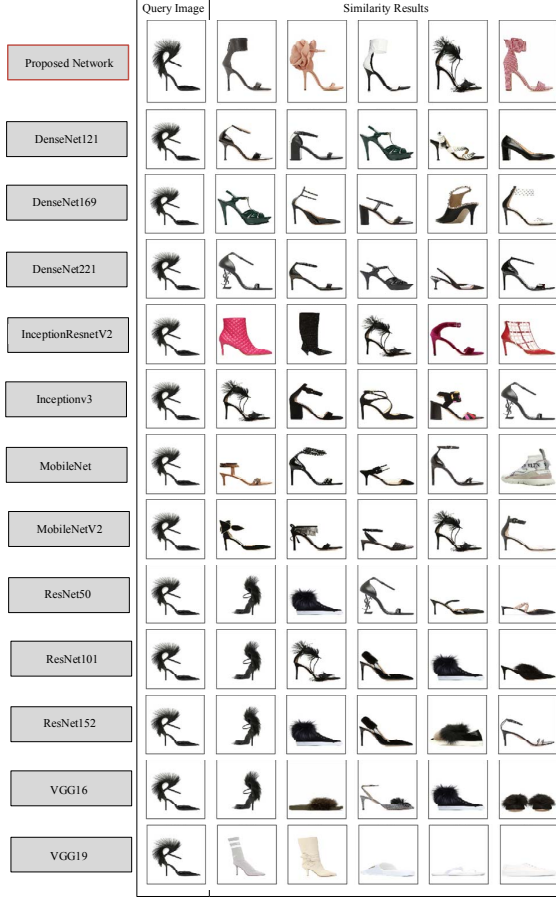 Query Image
Similarity Results
Proposed Network
DenseNet121
DenseNet169
DenseNet221
InceptionResnetV2
Inceptionv3
MobileNet
MobileNetV2
ResNet50
ResNet101
ResNet152
VGG16
VGG19